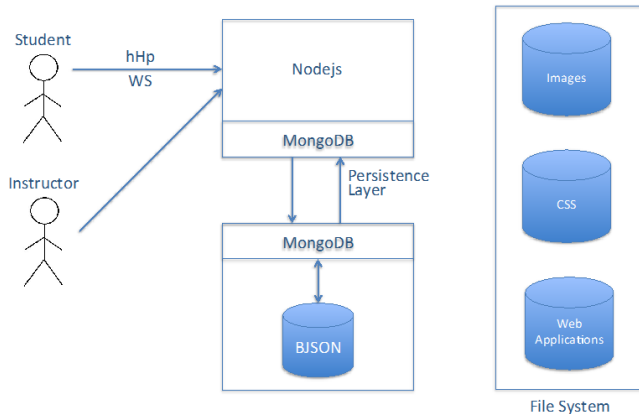 Student
hHp
WS
Nodejs
MongoDB
Instructor
Persistence
Layer
MongoDB
BJSON
Images
CSS
Web
Applications
File System